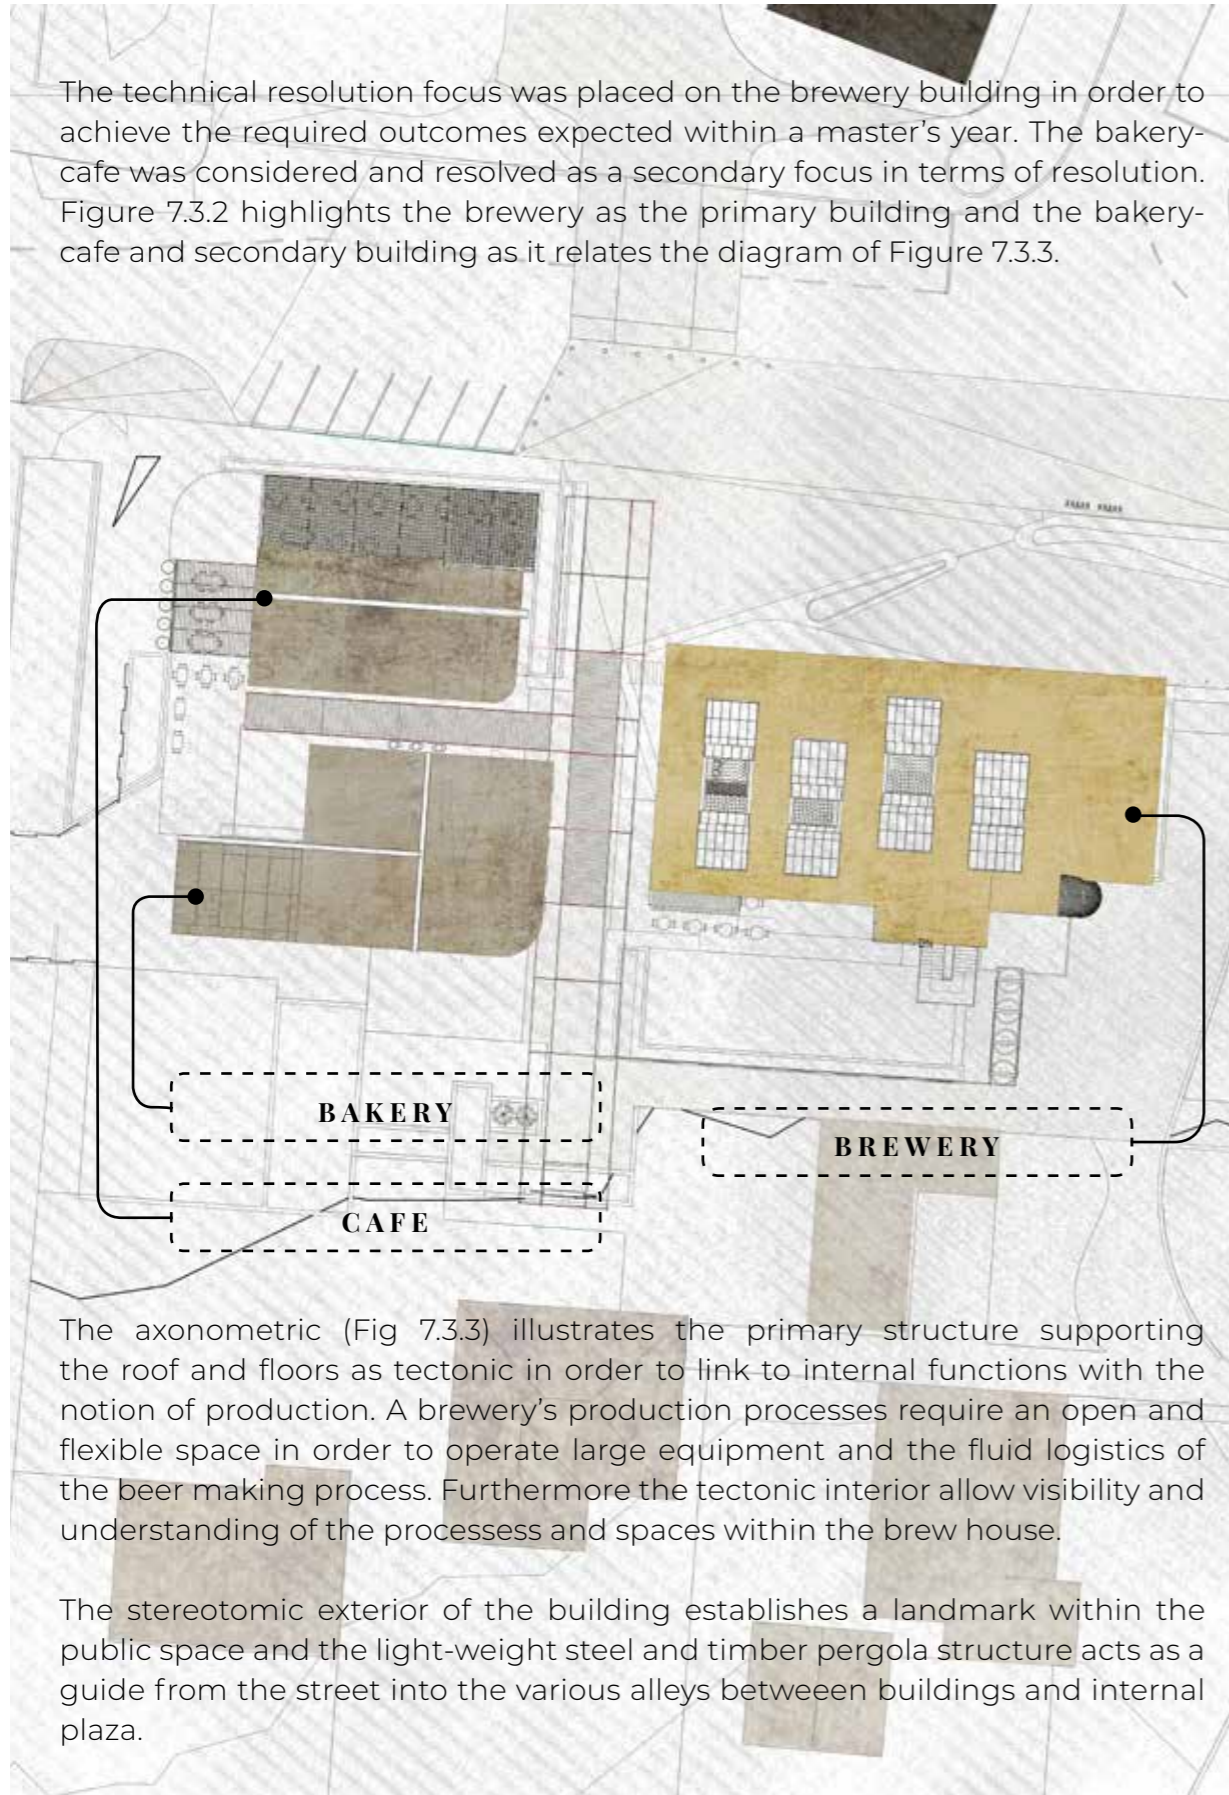 The technical resolution focus was placed on the brewery building in order to
achieve the required outcomes expected within a master's year. The bakery-
cafe was considered and resolved as a secondary focus in terms of resolution.
Figure 7.3.2 highlights the brewery as the primary building and the bakery-
cafe and secondary building as it relates the diagram of Figure 7.3.3.
BAKERY
BREWERY
CAFE
The axonometric (Fig 7.3.3) illustrates the primary structure supporting
the roof and floors as tectonic in order to link to internal functions with the
notion of production. A brewery's production processes require an open and
flexible space in order to operate large equipment and the fluid logistics of
the beer making process. Furthermore the tectonic interior allow visibility and
understanding of the processess and spaces within the brew house.
The stereotomic exterior of the building establishes a landmark within the
public space and the light-weight steel and timber pergola structure acts as a
guide from the street into the various alleys betweeen buildings and internal
plaza.